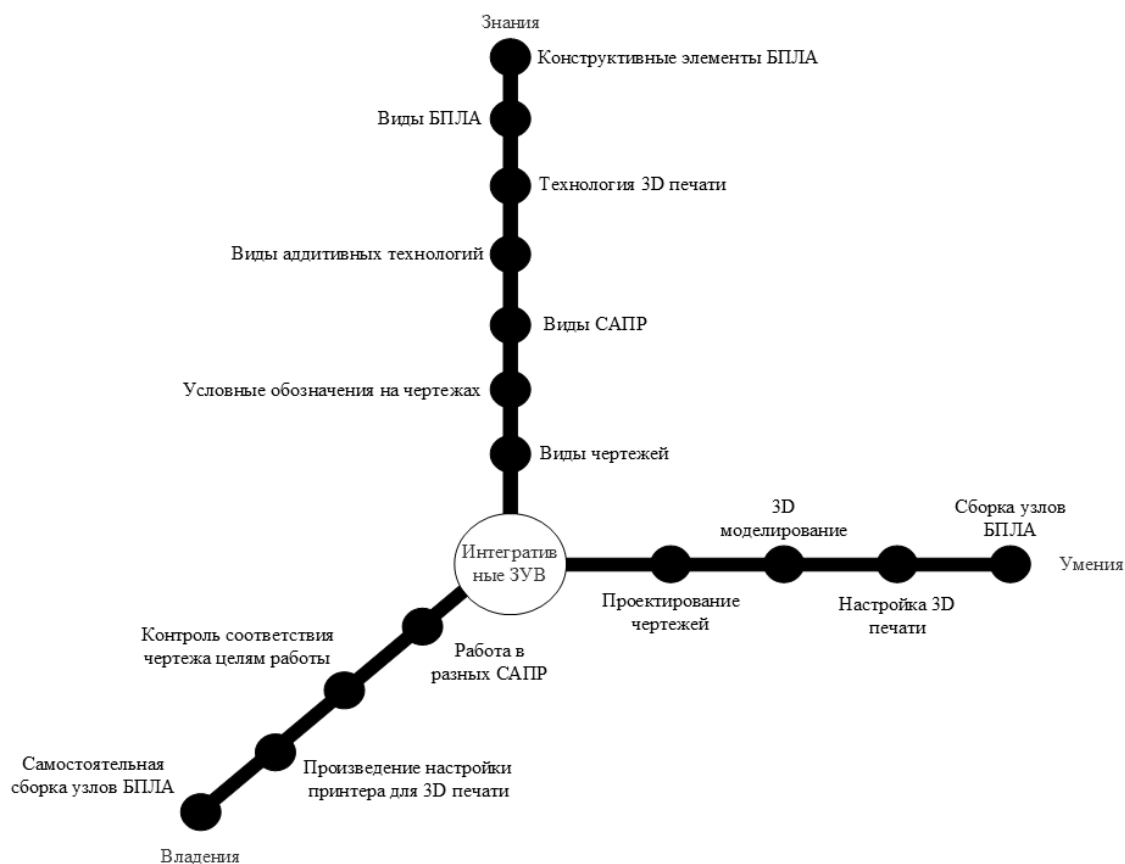 Знания
Конструктивные элементы БПЛА
Виды БПЛА
Технология 3D печати
Виды аддитивных технологий
Виды САПР
Условные обозначения на чертежах
Виды чертежей
3D
моделирование
Сборка узлов
БПЛА
Интегратив
ные ЗУВ
Умения
Проектирование
чертежей
Настройка 3D
печати
Контроль соответствия
чертежа целям работы
Работа в
разных САПР
Самостоятельная
сборка узлов БПЛА
Произведение настройки
принтера для 3D печати
Владения